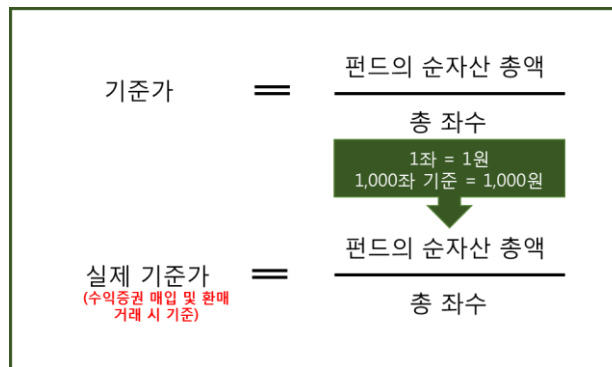 기준가
=
펀드의 순자산 총액
총 좌수
1좌 = 1원
1,000좌 기준 = 1,000원
실제 기준가
(수익증권 매입 및 환매
거래 시 기준)
=
펀드의 순자산 총액
총 좌수